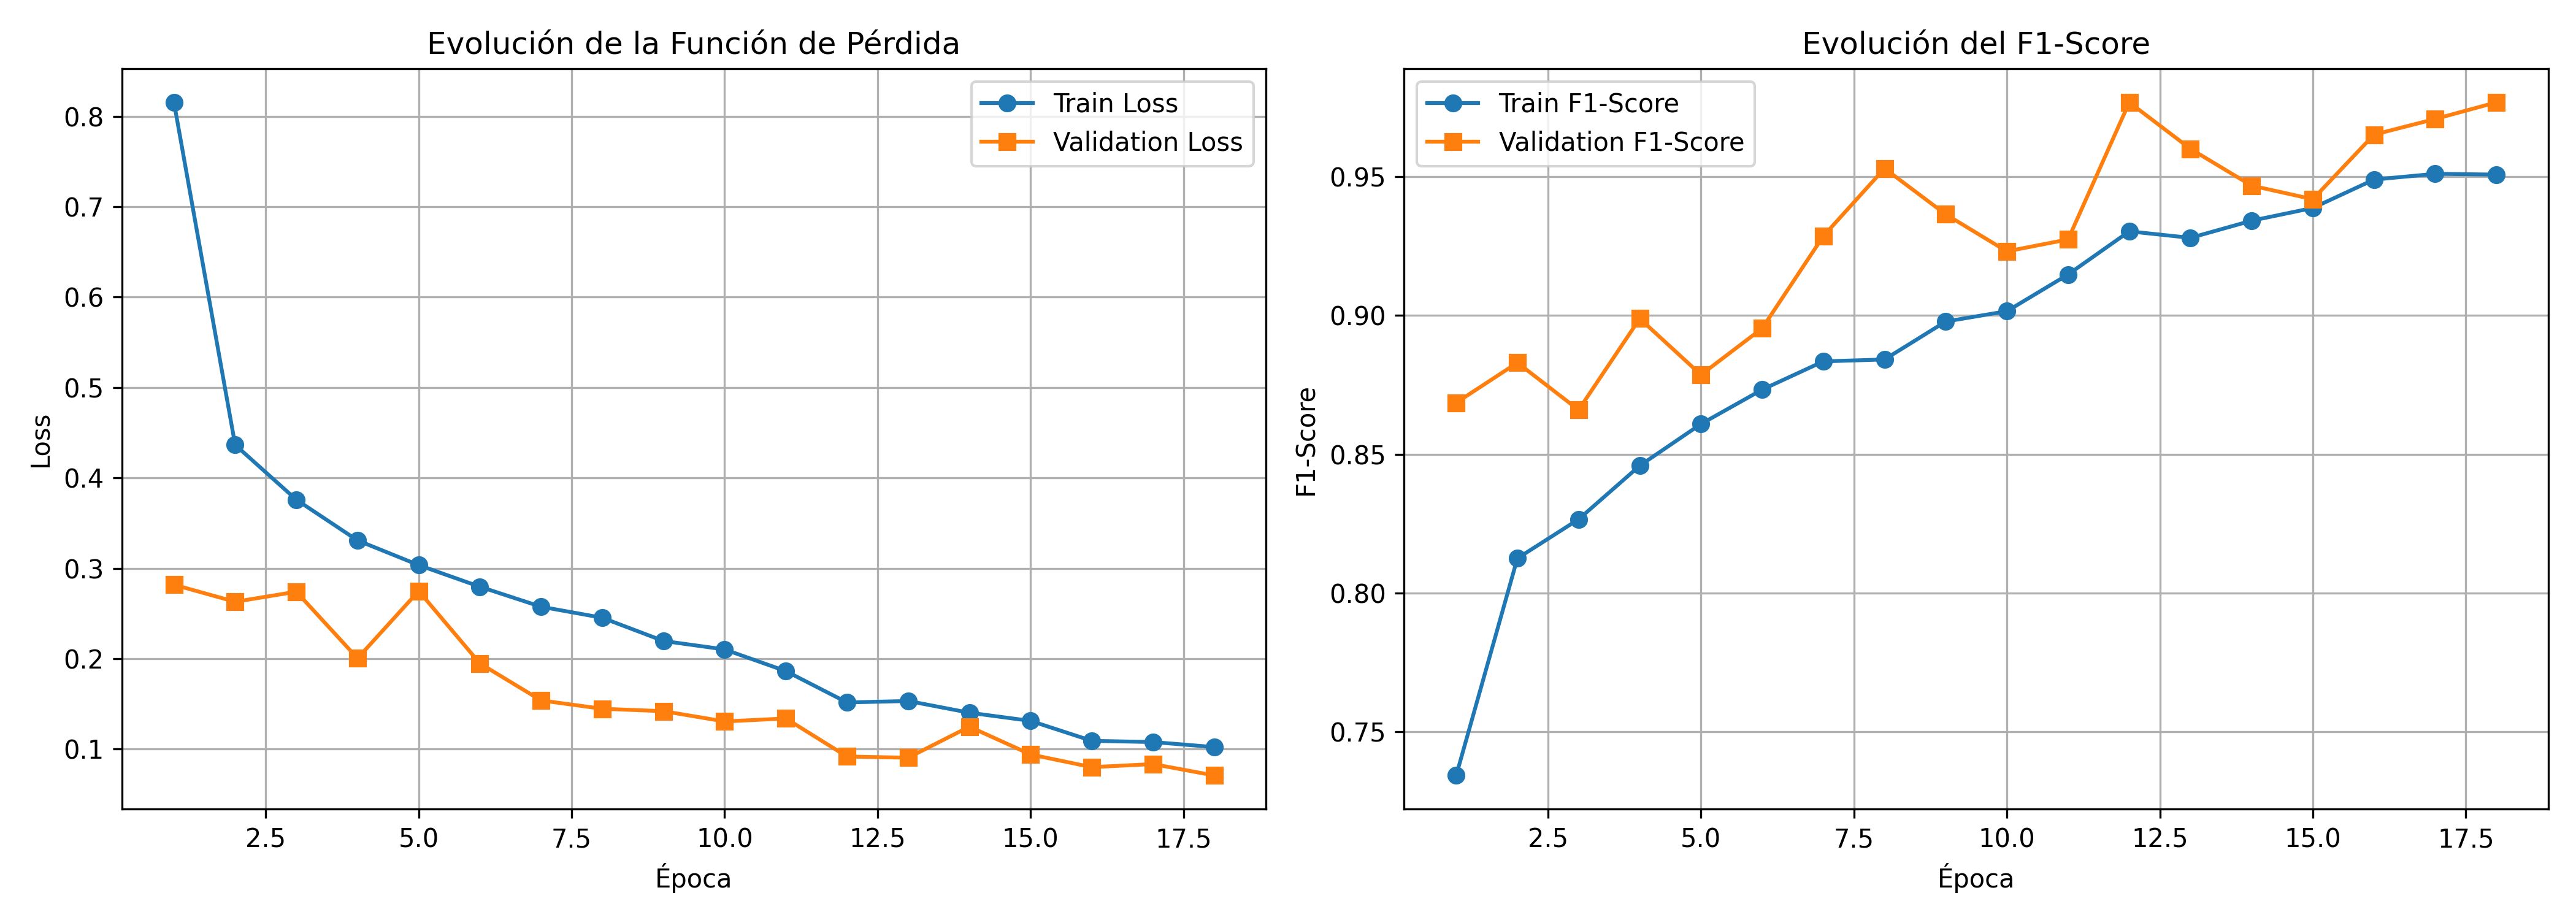 Evolución de la Función de Pérdida
Train Loss
Validation Loss
0.8
0.7
0.6
0.5
0.4
0.3
0.2
0.1
Loss
2.5 5.0 7.5 10.0 12.5 15.0 17.5
Época
Evolución del F1-Score
Train F1-Score
Validation F1-Score
0.95
0.90
0.85
0.80
0.75
F1-Score
2.5 5.0 7.5 10.0 12.5 15.0 17.5
Época